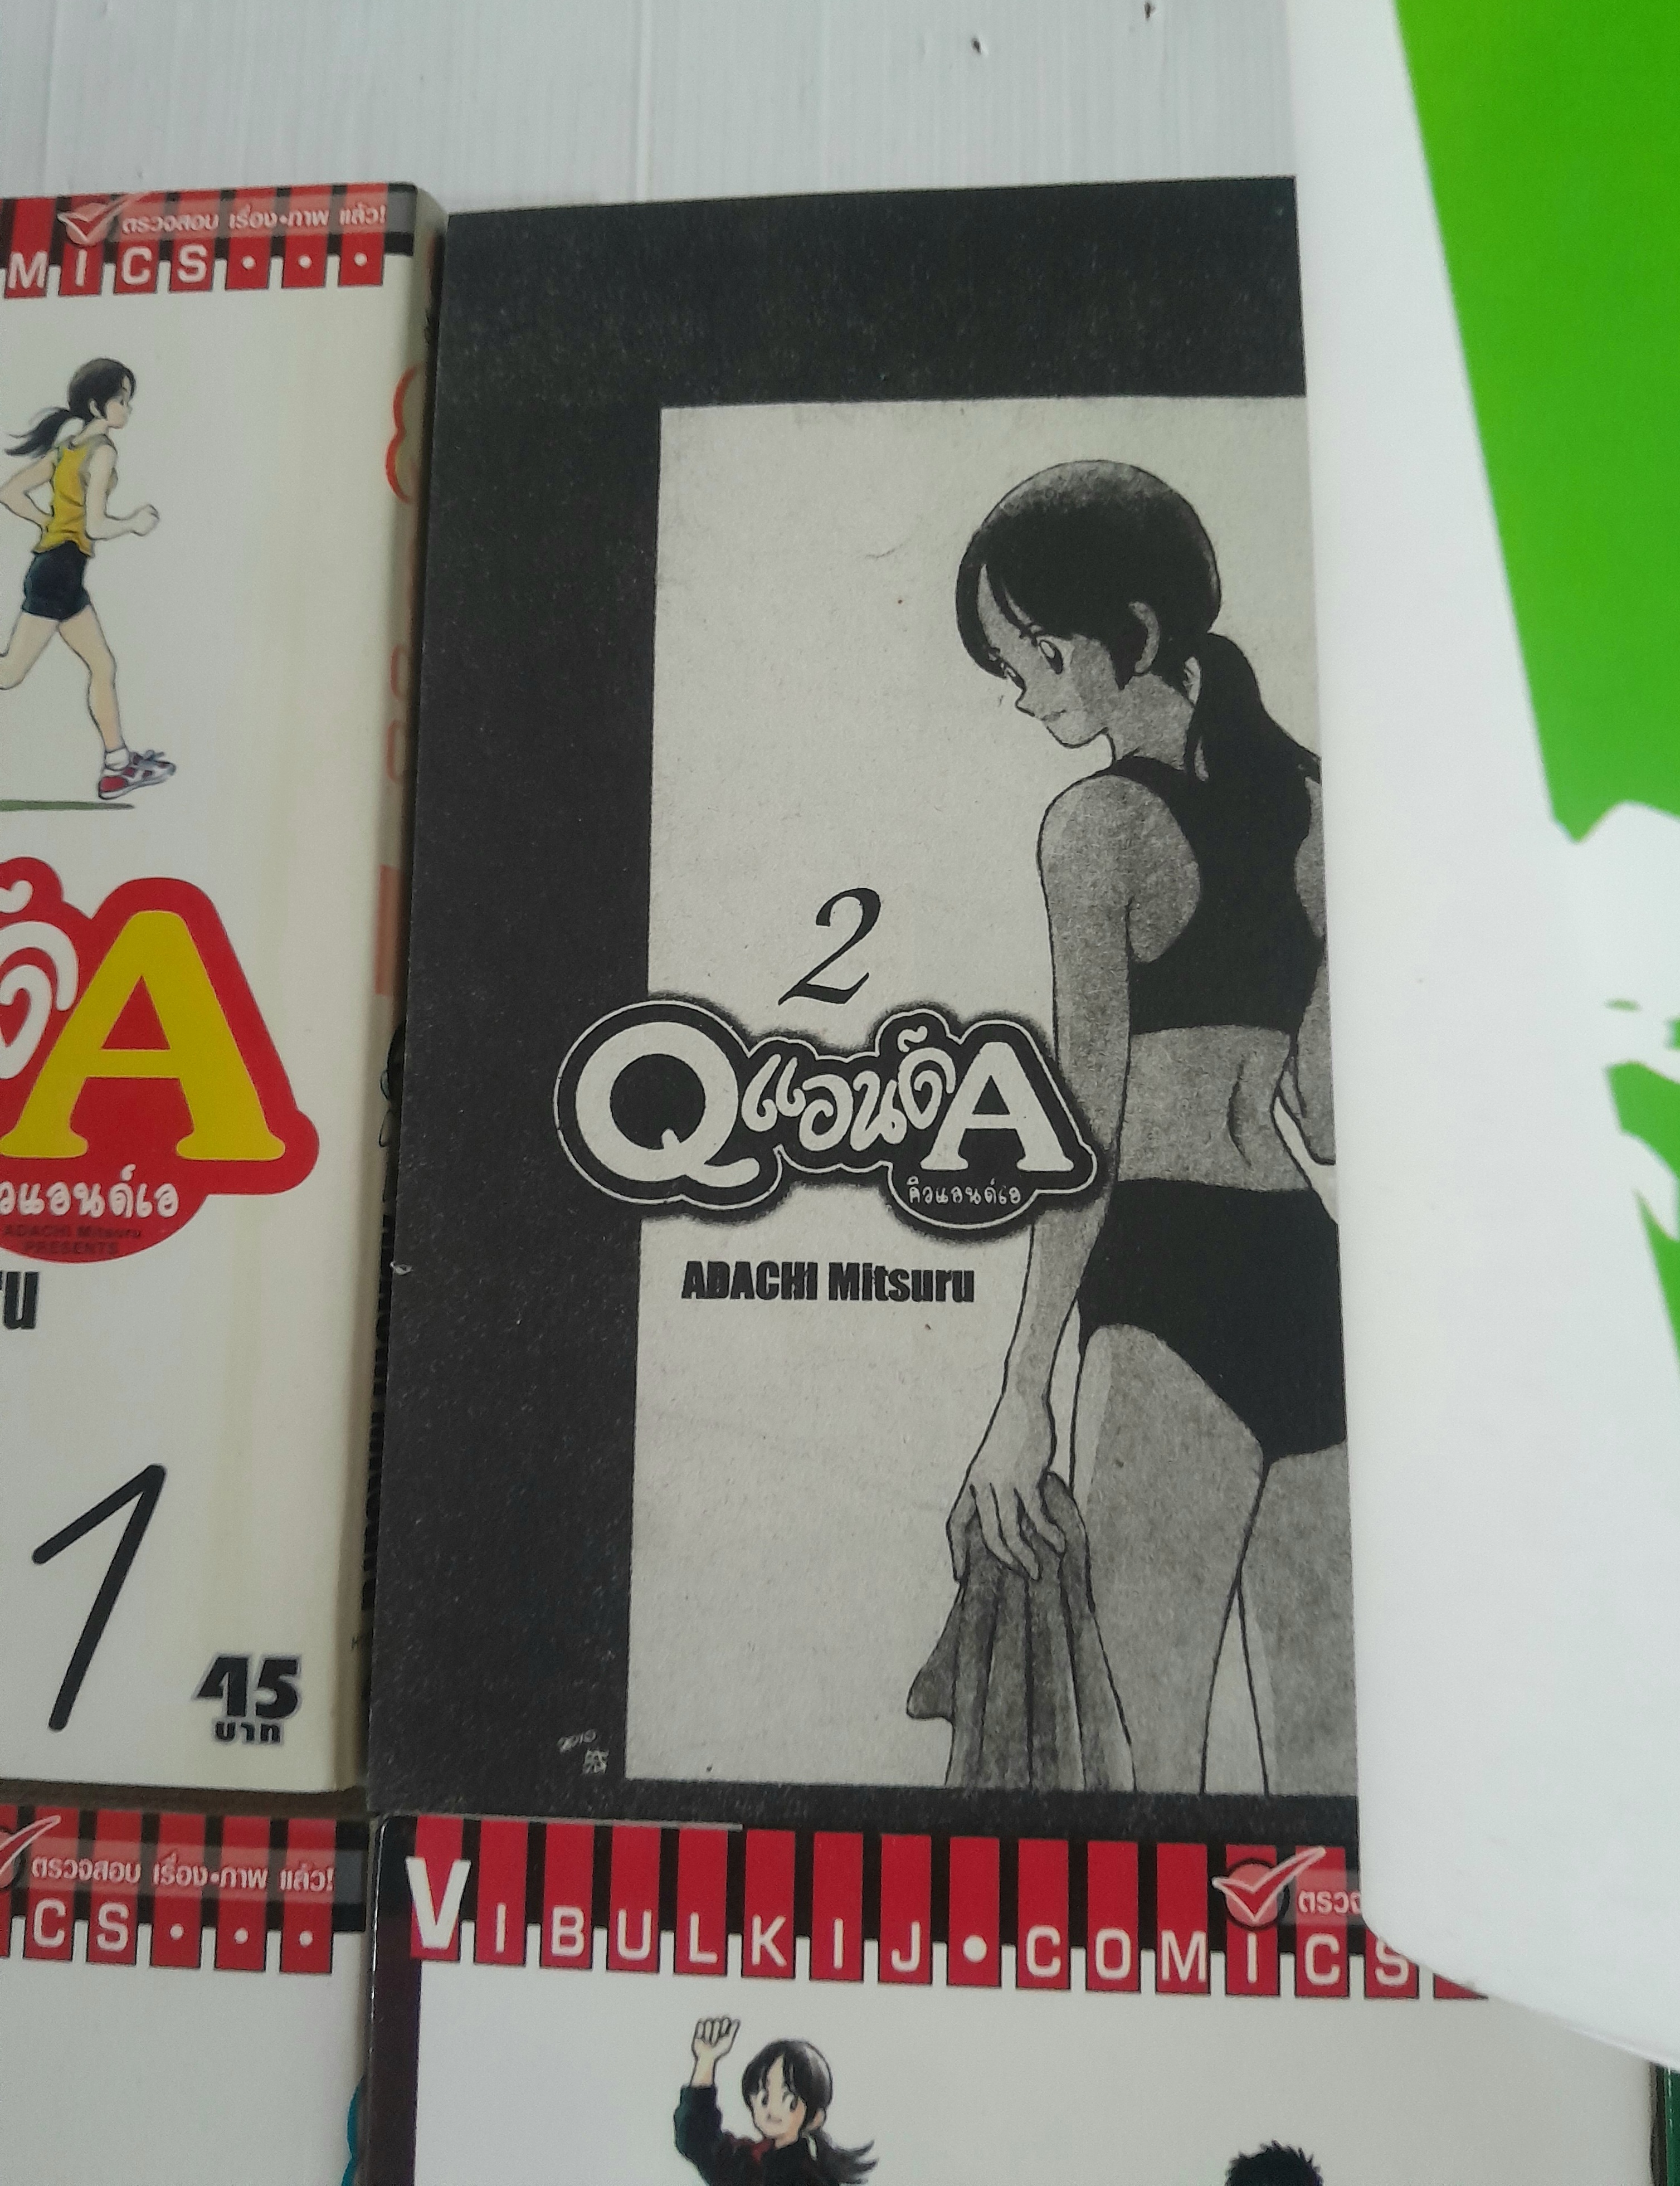 ตรวจสอบ เรื่อง•ภาพ แล้ว!
MICS•••
ดั A
วแอนด์เอ
ADACHI Mitsuru
PRESENTS
ru
1
45
บาท
2
Q แอนดั A
คิวแอนด์เอ
ADACHI Mitsuru
2010
ตรวจสอบ เรื่อง•ภาพ แล้ว!
ICS•••
VIBULKIJ•COMICS
ตรวจ